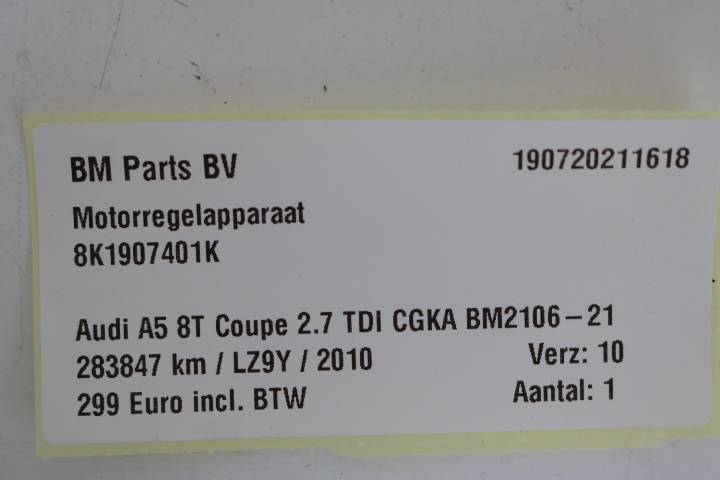 BM Parts BV 190720211618
Motorregelapparaat
8K1907401K
Audi A5 8T Coupe 2.7 TDI CGKA BM2106-21
283847 km / LZ9Y / 2010 Verz: 10
299 Euro incl. BTW Aantal: 1